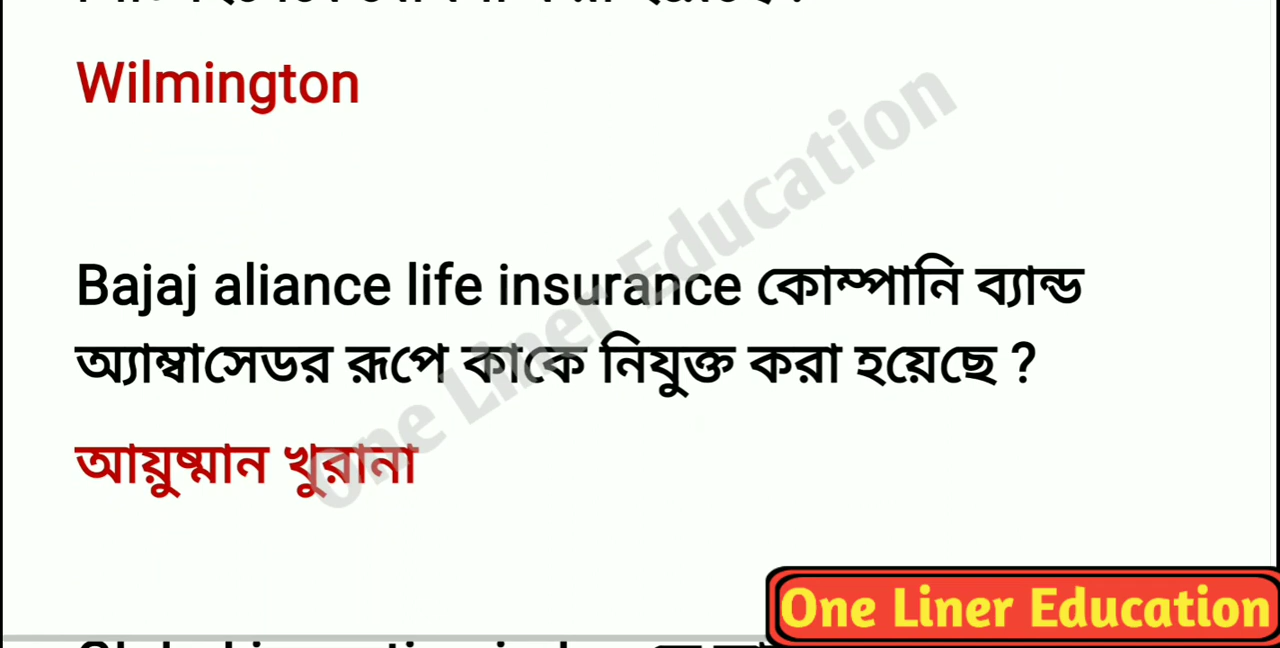 Wilmington
Bajaj aliance life insurance কোম্পানি ব্যান্ড
অ্যাম্বাসেডর রূপে কাকে নিযুক্ত করা হয়েছে ?
আয়ুষ্মান খুরানা
One Liner Education
One Liner Education